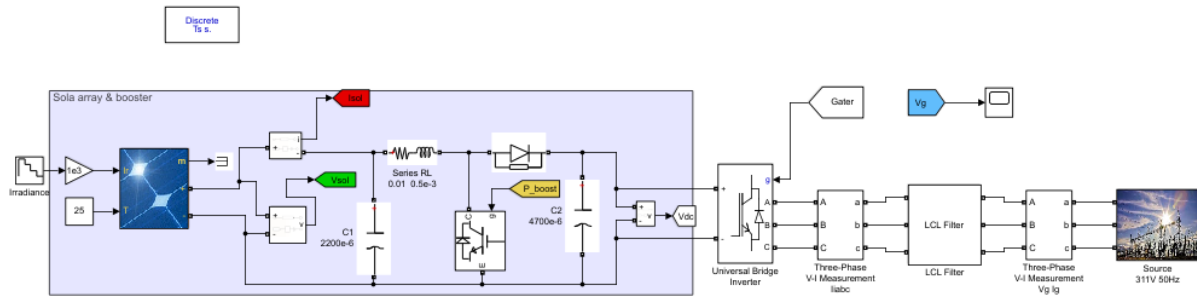 Discrete
Ts s.
Sola array & booster
Isol
Gater
Vg
Irradiance
1e3
Ir
m
+
i
-
Series RL
0.01 0.5e-3
25
T
+
-
Vsol
+
v
-
P_boost
C1
2200e-6
C
g
E
C2
4700e-6
+
v
-
Vdc
g
+
-
A
B
C
Universal Bridge
Inverter
A
B
C
a
b
c
Three-Phase
V-I Measurement
Iiabc
LCL Filter
LCL Filter
A
B
C
a
b
c
Three-Phase
V-I Measurement
Vg Ig
Source
311V 50Hz